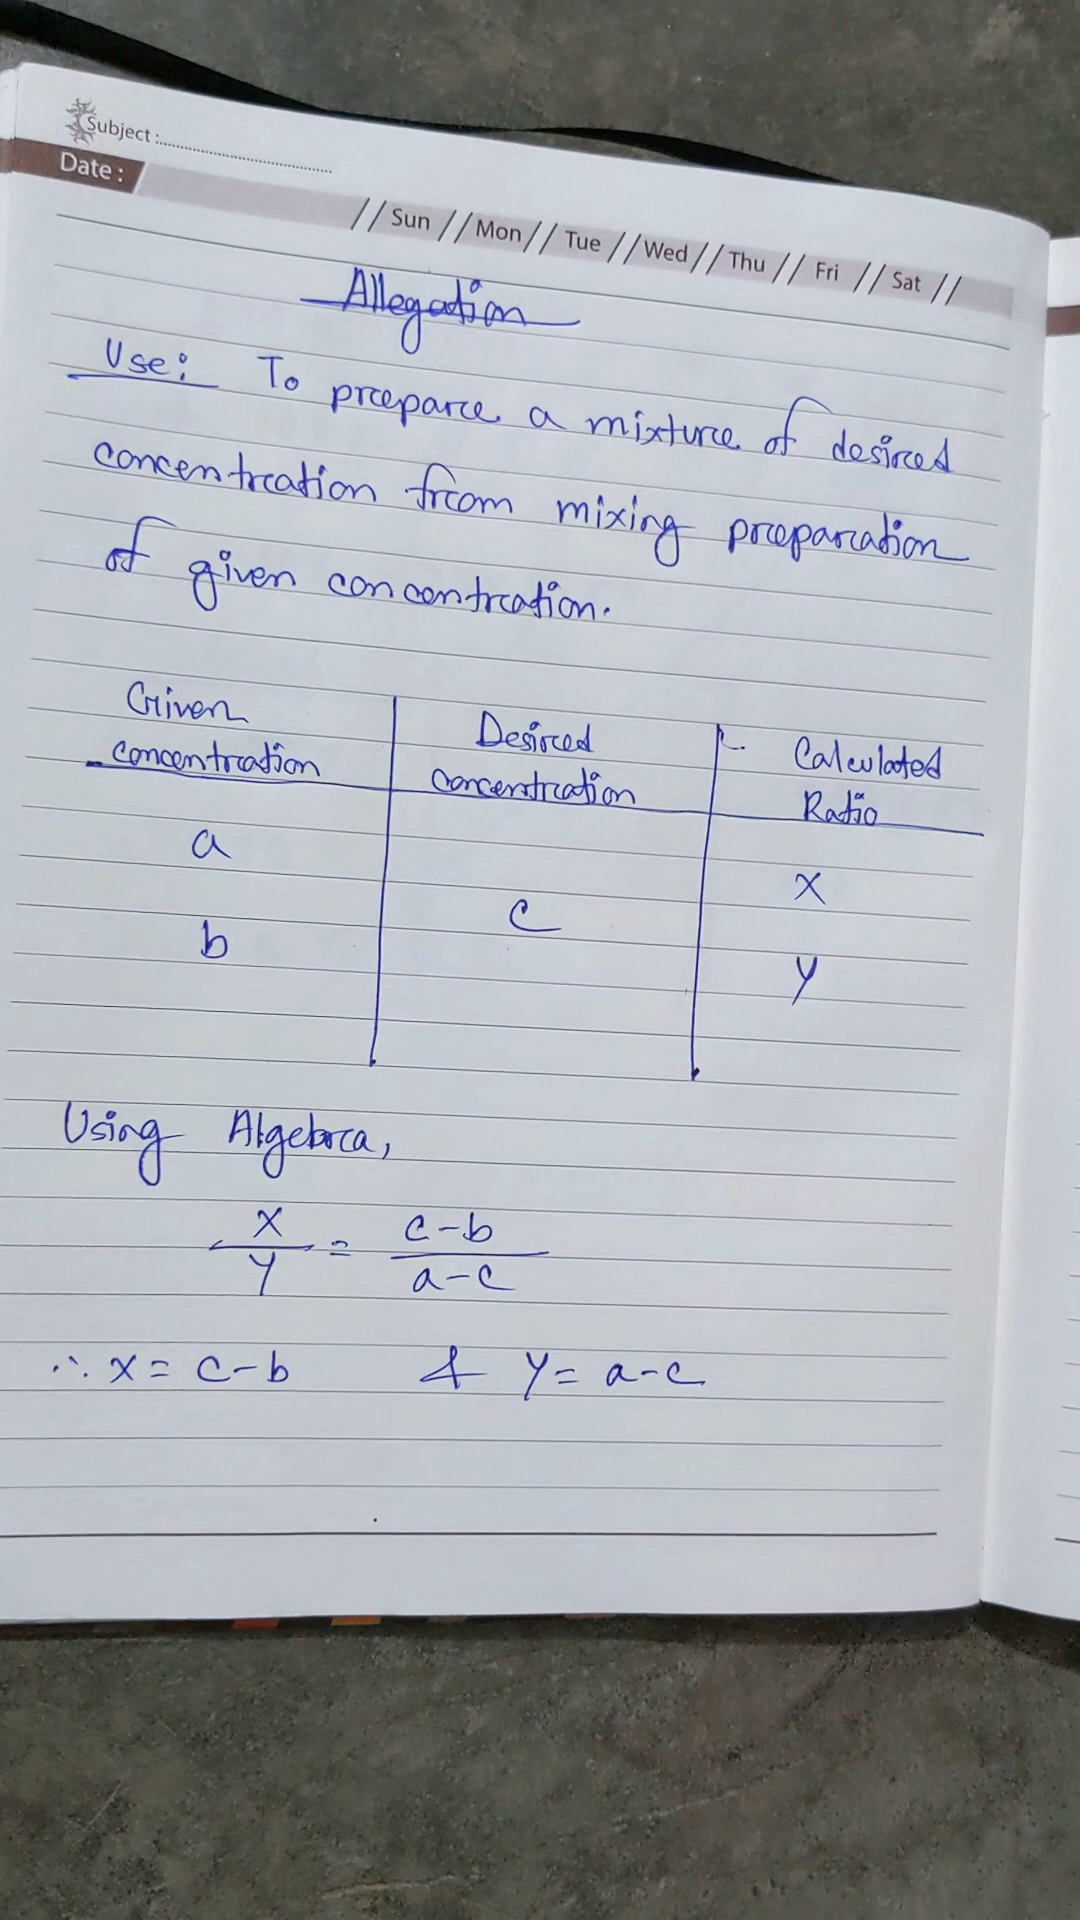 Subject :
Date :
// Sun // Mon // Tue // Wed // Thu // Fri // Sat //
Allegation
Use: To prepare a mixture of desired
concentration from mixing preparation
of given concentration.
Given concentration | Desired concentration | Calculated Ratio
a | | x
| c |
b | | y
Using Algebra,
x/y = c-b/a-c
∴ x = c-b & y = a-c